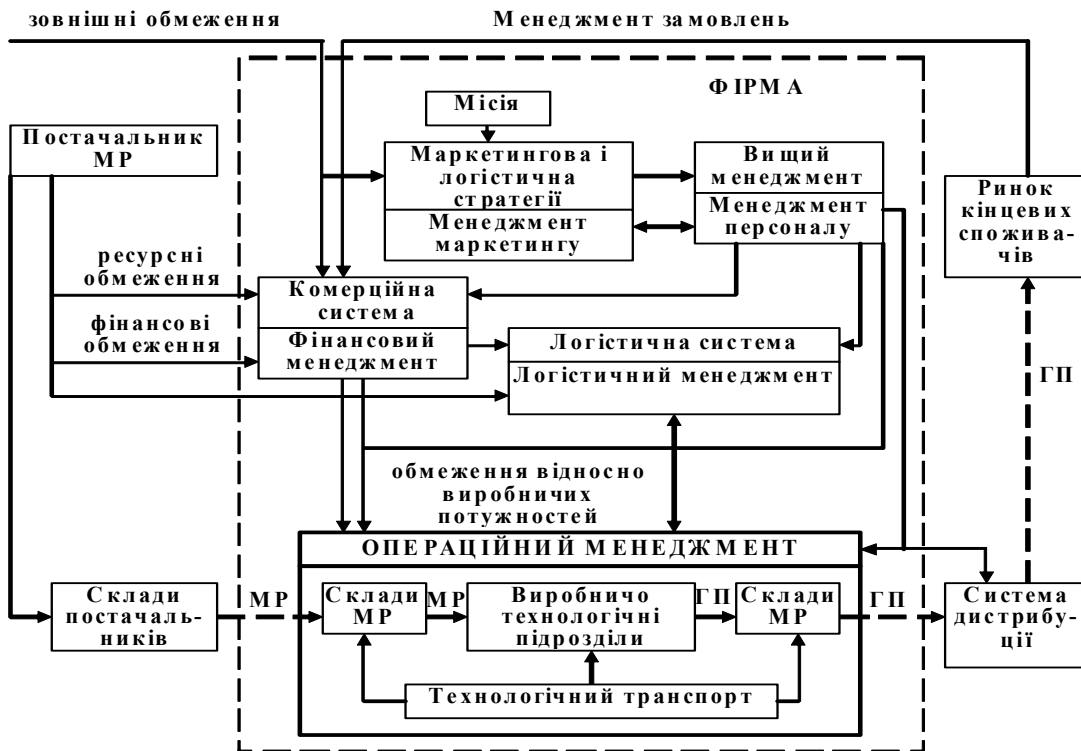 зовнішні обмеження
Менеджмент замовлень
ФІРМА
Місія
Постачальник
МР
Маркетингова і
логістична
стратегії
Менеджмент
маркетингу
Вищий
менеджмент
Менеджмент
персоналу
Ринок
кінцевих
спожива-
чів
ресурсні
обмеження
Комерційна
система
фінансові
обмеження
Фінансовий
менеджмент
Логістична система
Логістичний менеджмент
ГП
обмеження відносно
виробничих
потужностей
ОПЕРАЦІЙНИЙ МЕНЕДЖМЕНТ
Склади
постачаль-
ників
МР
Склади
МР
МР
Виробничо
технологічні
підрозділи
ГП
Склади
МР
ГП
Система
дистрибу-
ції
Технологічний транспорт